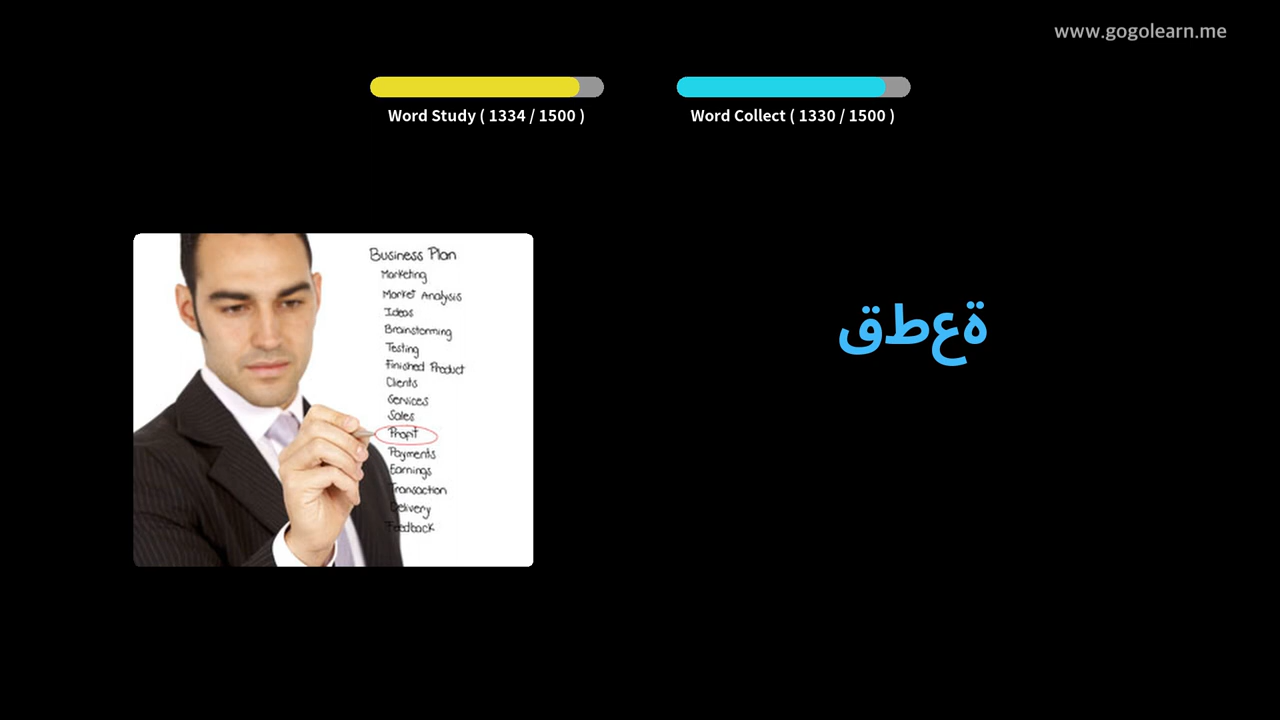 www.gogolearn.me
Word Study ( 1334 / 1500 )
Word Collect ( 1330 / 1500 )
Business Plan
Marketing
Market Analysis
Ideas
Brainstorming
Testing
Finished Product
Clients
Services
Sales
Profit
Payments
Earnings
Transaction
Delivery
Feedback
قطعة